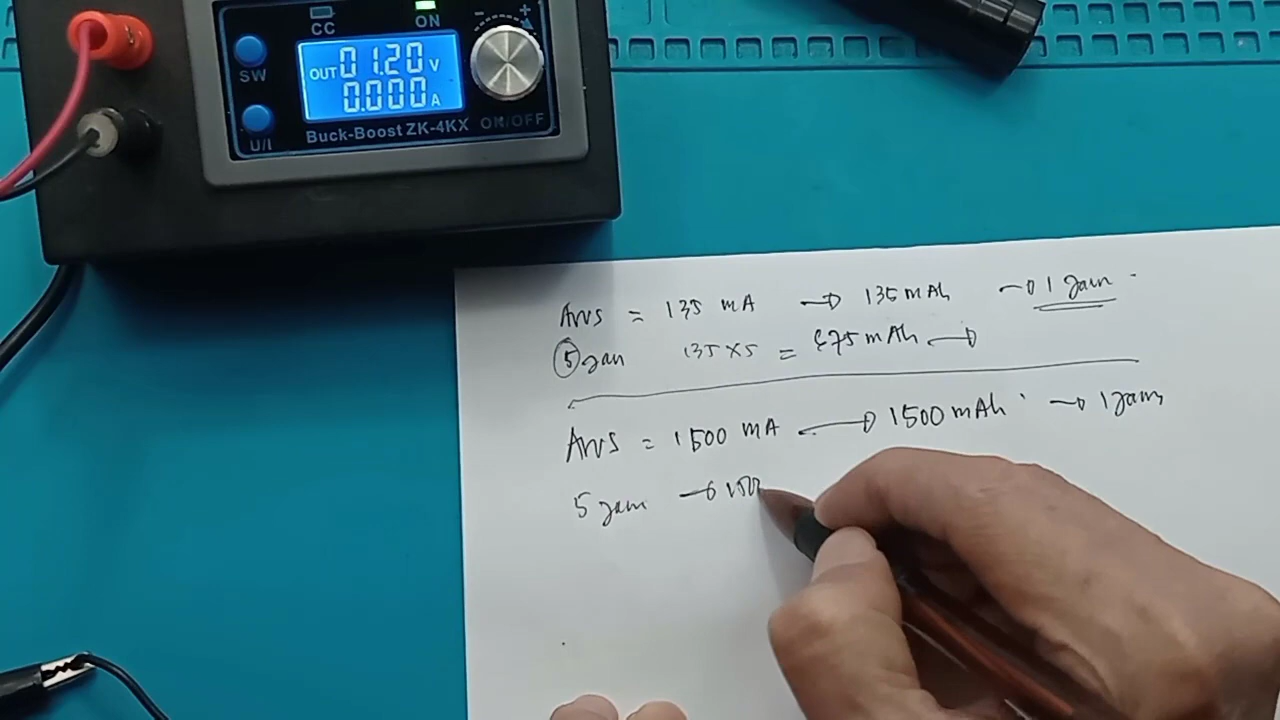 CC
ON
- +
SW
OUT 01.20 V
0.000 A
U/I
Buck-Boost ZK-4KX
ON/OFF
Arus = 135 mA → 135 mAh → 1 jam
5 jam 135 x 5 = 675 mAh →
Arus = 1500 mA → 1500 mAh → 1 jam
5 jam → 150